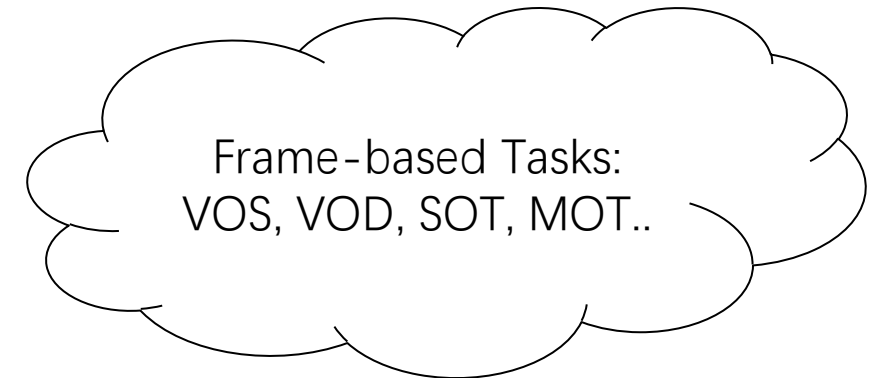 Frame-based Tasks:
VOS, VOD, SOT, MOT..